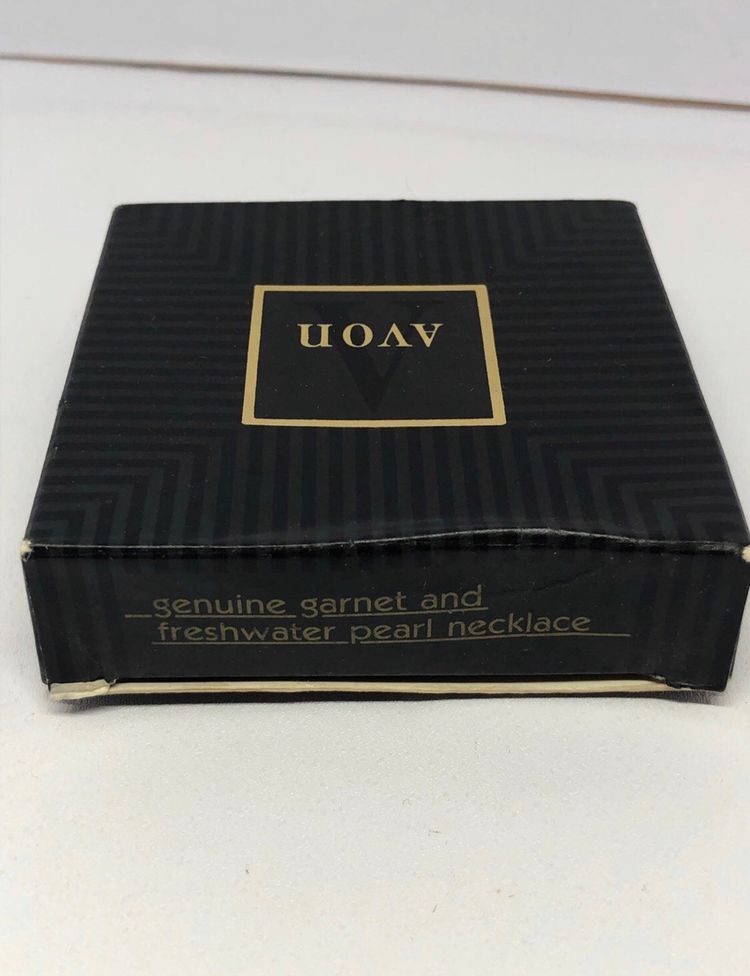 AVON
genuine garnet and
freshwater pearl necklace